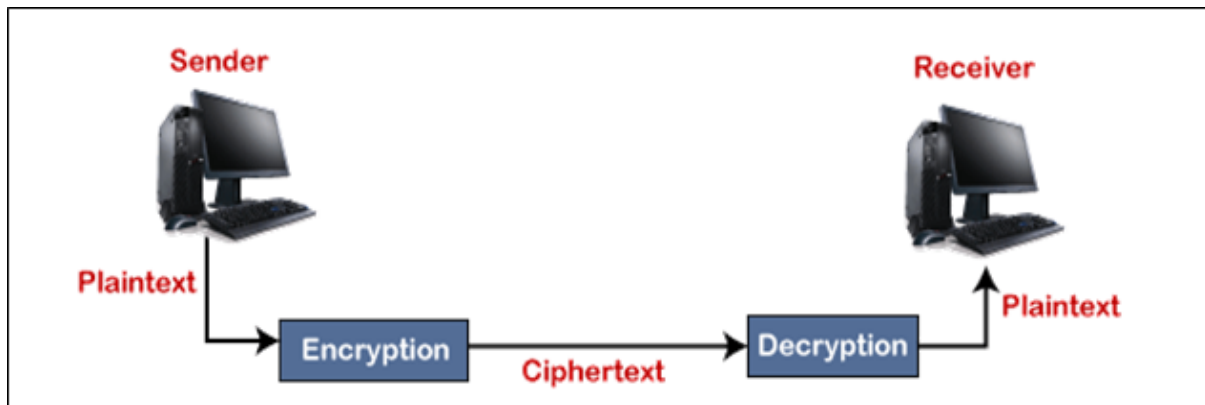 Sender
Receiver
Plaintext
Encryption
Ciphertext
Decryption
Plaintext